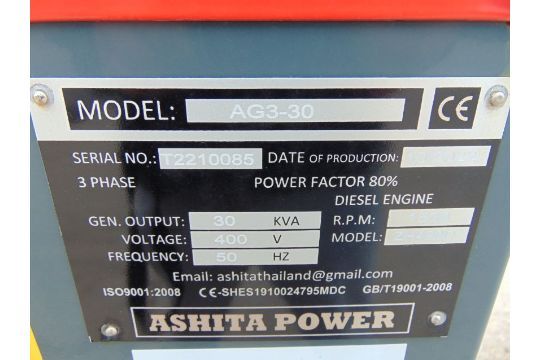 MODEL: AG3-30 CE
SERIAL NO.: T2210085 DATE OF PRODUCTION:
3 PHASE POWER FACTOR 80%
DIESEL ENGINE
GEN. OUTPUT: 30 KVA R.P.M:
VOLTAGE: 400 V MODEL:
FREQUENCY: 50 HZ
Email: ashitathailand@gmail.com
ISO9001:2008 CE-SHES1910024795MDC GB/T19001-2008
ASHITA POWER